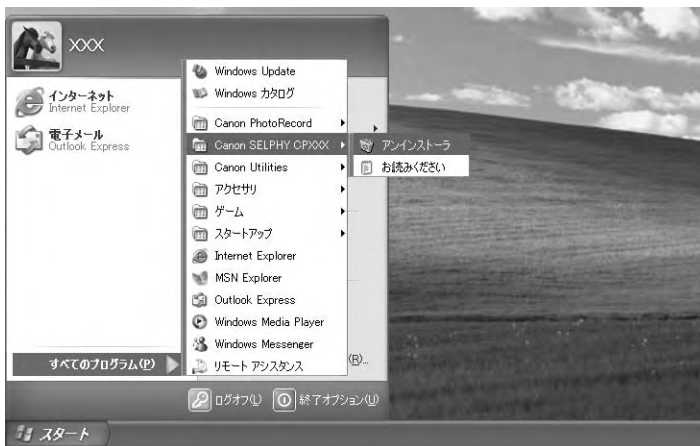 XXX
インターネット
Internet Explorer
電子メール
Outlook Express
すべてのプログラム(P)
Windows Update
Windows カタログ
Canon PhotoRecord
Canon SELPHY CPXXX
Canon Utilities
アクセサリ
ゲーム
スタートアップ
Internet Explorer
MSN Explorer
Outlook Express
Windows Media Player
Windows Messenger
リモート アシスタンス
アンインストーラ
お読みください
(R)...
ログオフ(L)
終了オプション(U)
スタート